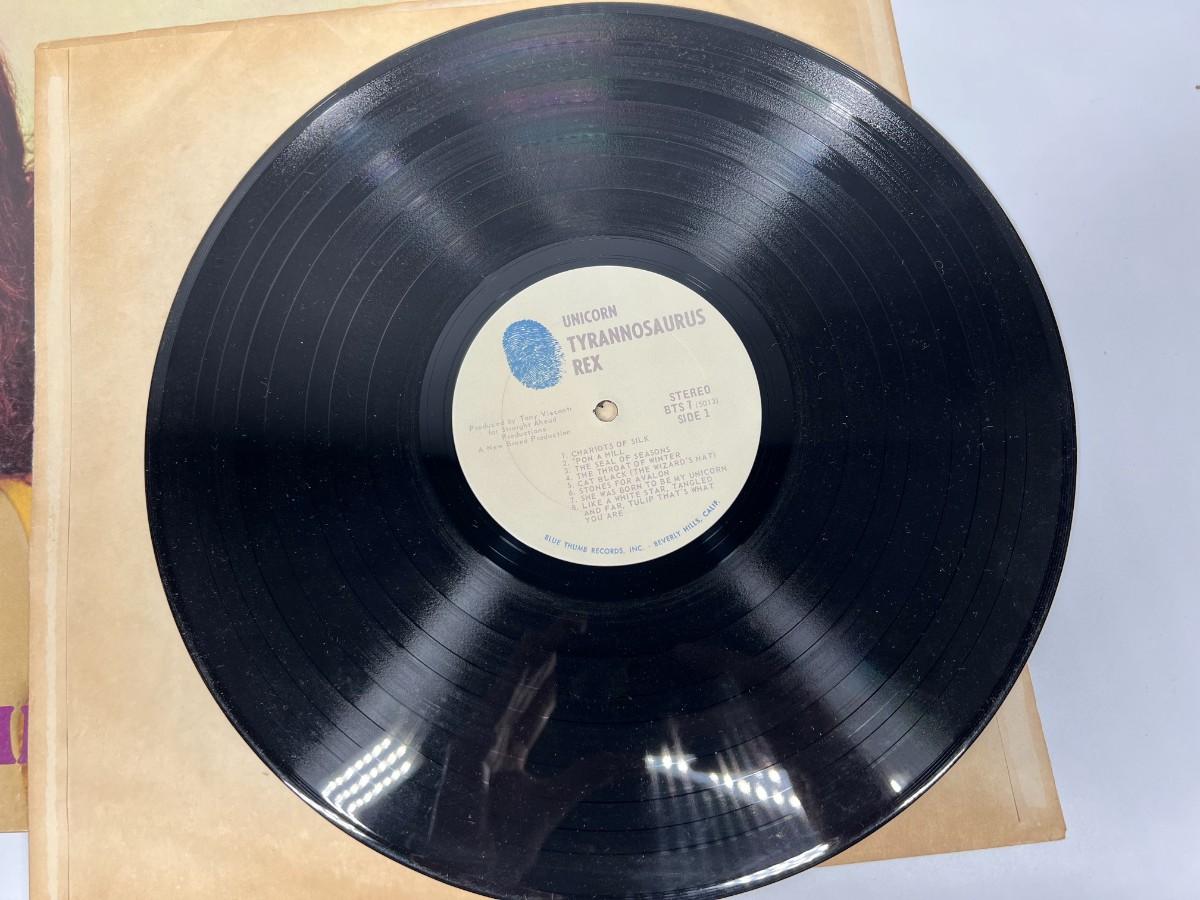 UNICORN
TYRANNOSAURUS
REX
STEREO
BTS 7 (5013)
SIDE 1
Produced by Tony Visconti
for Straight Ahead
Productions
A New Breed Production
1. CHARIOTS OF SILK
2. 'PON A HILL
3. THE SEAL OF SEASONS
4. THE THROAT OF WINTER
5. CAT BLACK (THE WIZARD'S HAT)
6. STONES FOR AVALON
7. SHE WAS BORN TO BE MY UNICORN
8. LIKE A WHITE STAR, TANGLED
AND FAR, TULIP THAT'S WHAT
YOU ARE
BLUE THUMB RECORDS, INC. - BEVERLY HILLS, CALIF.